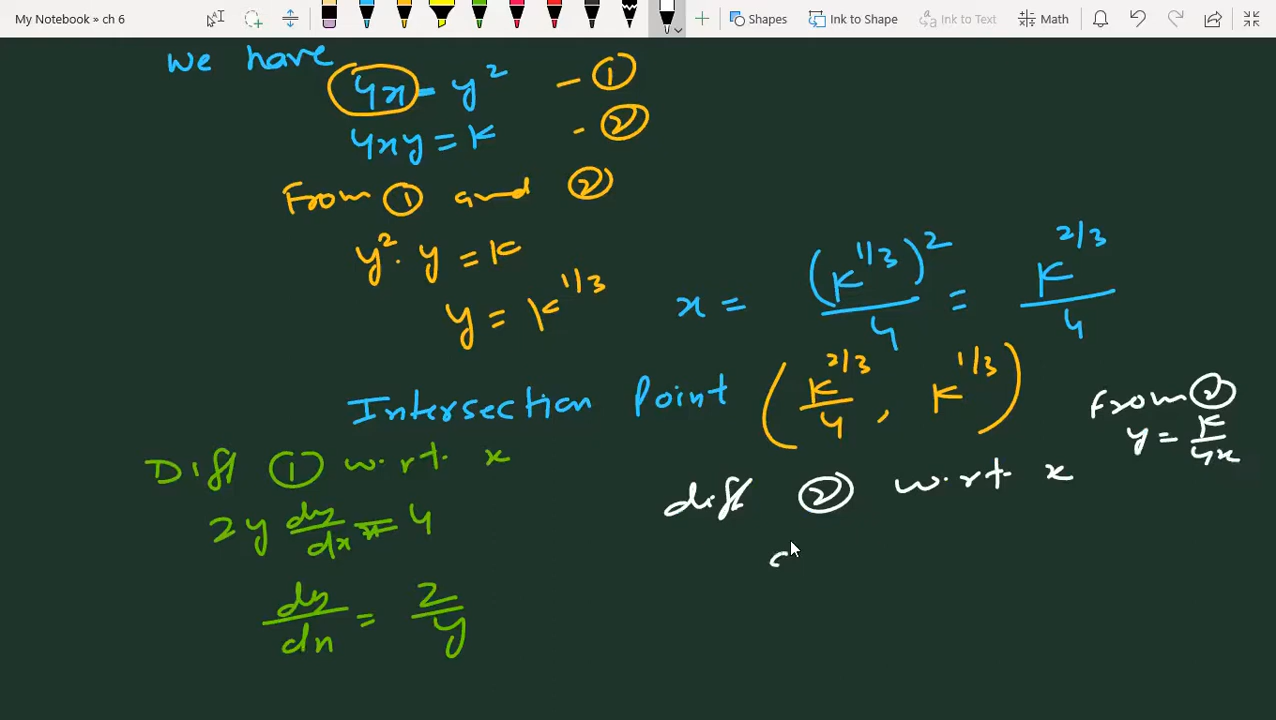 My Notebook » ch 6
Shapes
Ink to Shape
Ink to Text
Math
we have
4x = y² - ①
4xy = K - ②
From ① and ②
y² . y = K
y = K^1/3
x = (K^1/3)²/4 = K^2/3/4
Intersection Point (K^2/3/4, K^1/3)
from ②
y = K/4x
Diff ① w.r.t. x
2y dy/dx = 4
dy/dx = 2/y
diff ② w.r.t. x